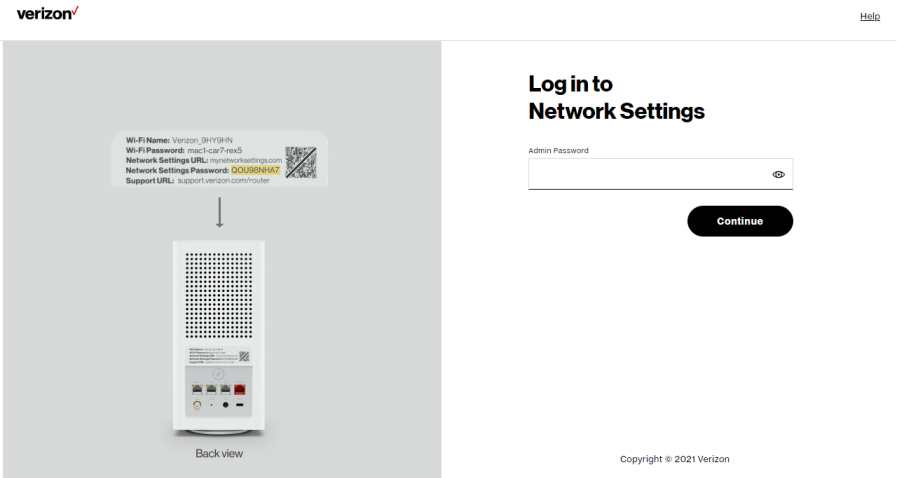 verizon
Help
Wi-Fi Name: Verizon_9HY9HN
Wi-Fi Password: mac1-car7-rex5
Network Settings URL: mynetworksettings.com
Network Settings Password: QOU98NHA7
Support URL: support.verizon.com/router
Back view
Log in to
Network Settings
Admin Password
Continue
Copyright © 2021 Verizon